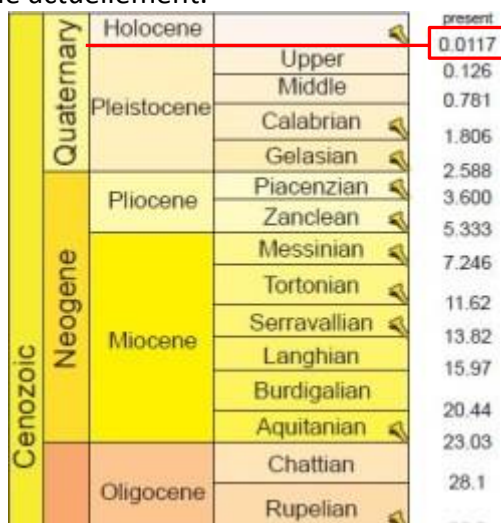 e actuellement.
present
Holocene
0.0117
Quaternary
Upper
0.126
Middle
0.781
Pleistocene
Calabrian
1.806
Gelasian
2.588
Piacenzian
3.600
Pliocene
Zanclean
5.333
Messinian
7.246
Neogene
Tortonian
11.62
Serravallian
13.82
Miocene
Langhian
15.97
Cenozoic
Burdigalian
20.44
Aquitanian
23.03
Chattian
28.1
Oligocene
Rupelian